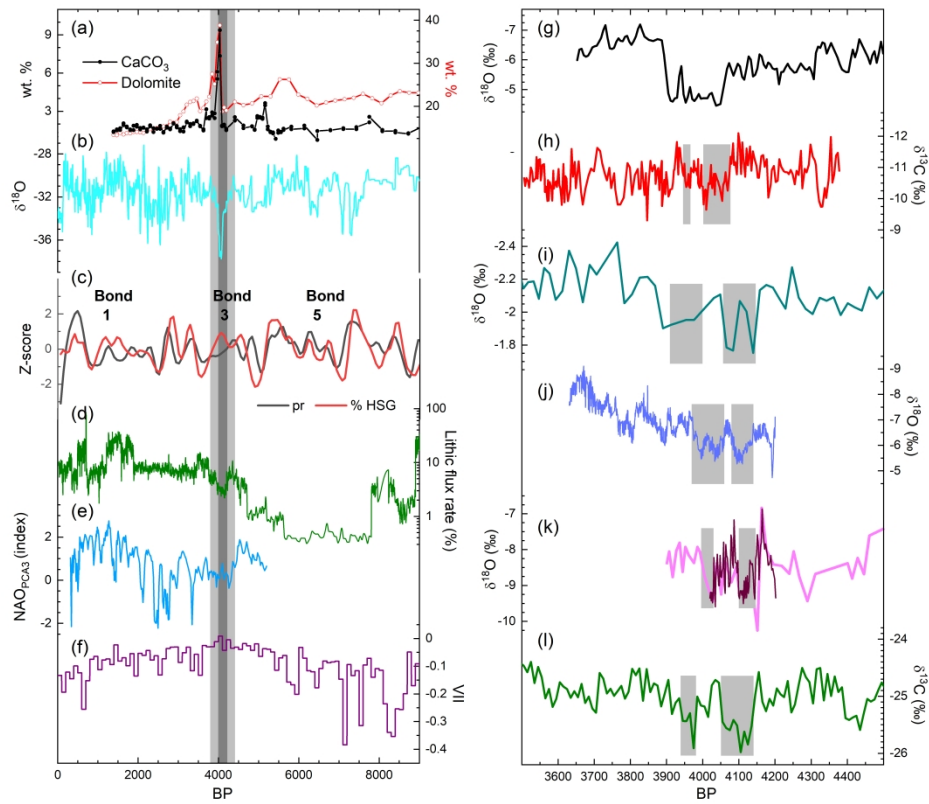 (a)
9
6
3
wt. %
CaCO3
Dolomite
40
30
20
wt. %
(b)
-28
-32
-36
δ18O
(c)
Bond
1
Bond
3
Bond
5
2
0
2
Z-score
pr
% HSG
(d)
100
10
1
Lithic flux rate (%)
(e)
2
0
-2
NAOPCA3 (index)
(f)
0
-0.1
-0.2
-0.3
-0.4
VII
0
2000
4000
6000
8000
BP
(g)
-7
-6
-5
δ18O (‰)
(h)
-
-12
-11
-10
-9
δ13C (‰)
(i)
-2.4
-2.2
-2
-1.8
δ18O (‰)
(j)
-9
-8
-7
-6
-5
δ18O (‰)
(k)
-7
-8
-9
-10
δ18O (‰)
(l)
-24
-25
-26
δ13C (‰)
3600
3700
3800
3900
4000
4100
4200
4300
4400
BP